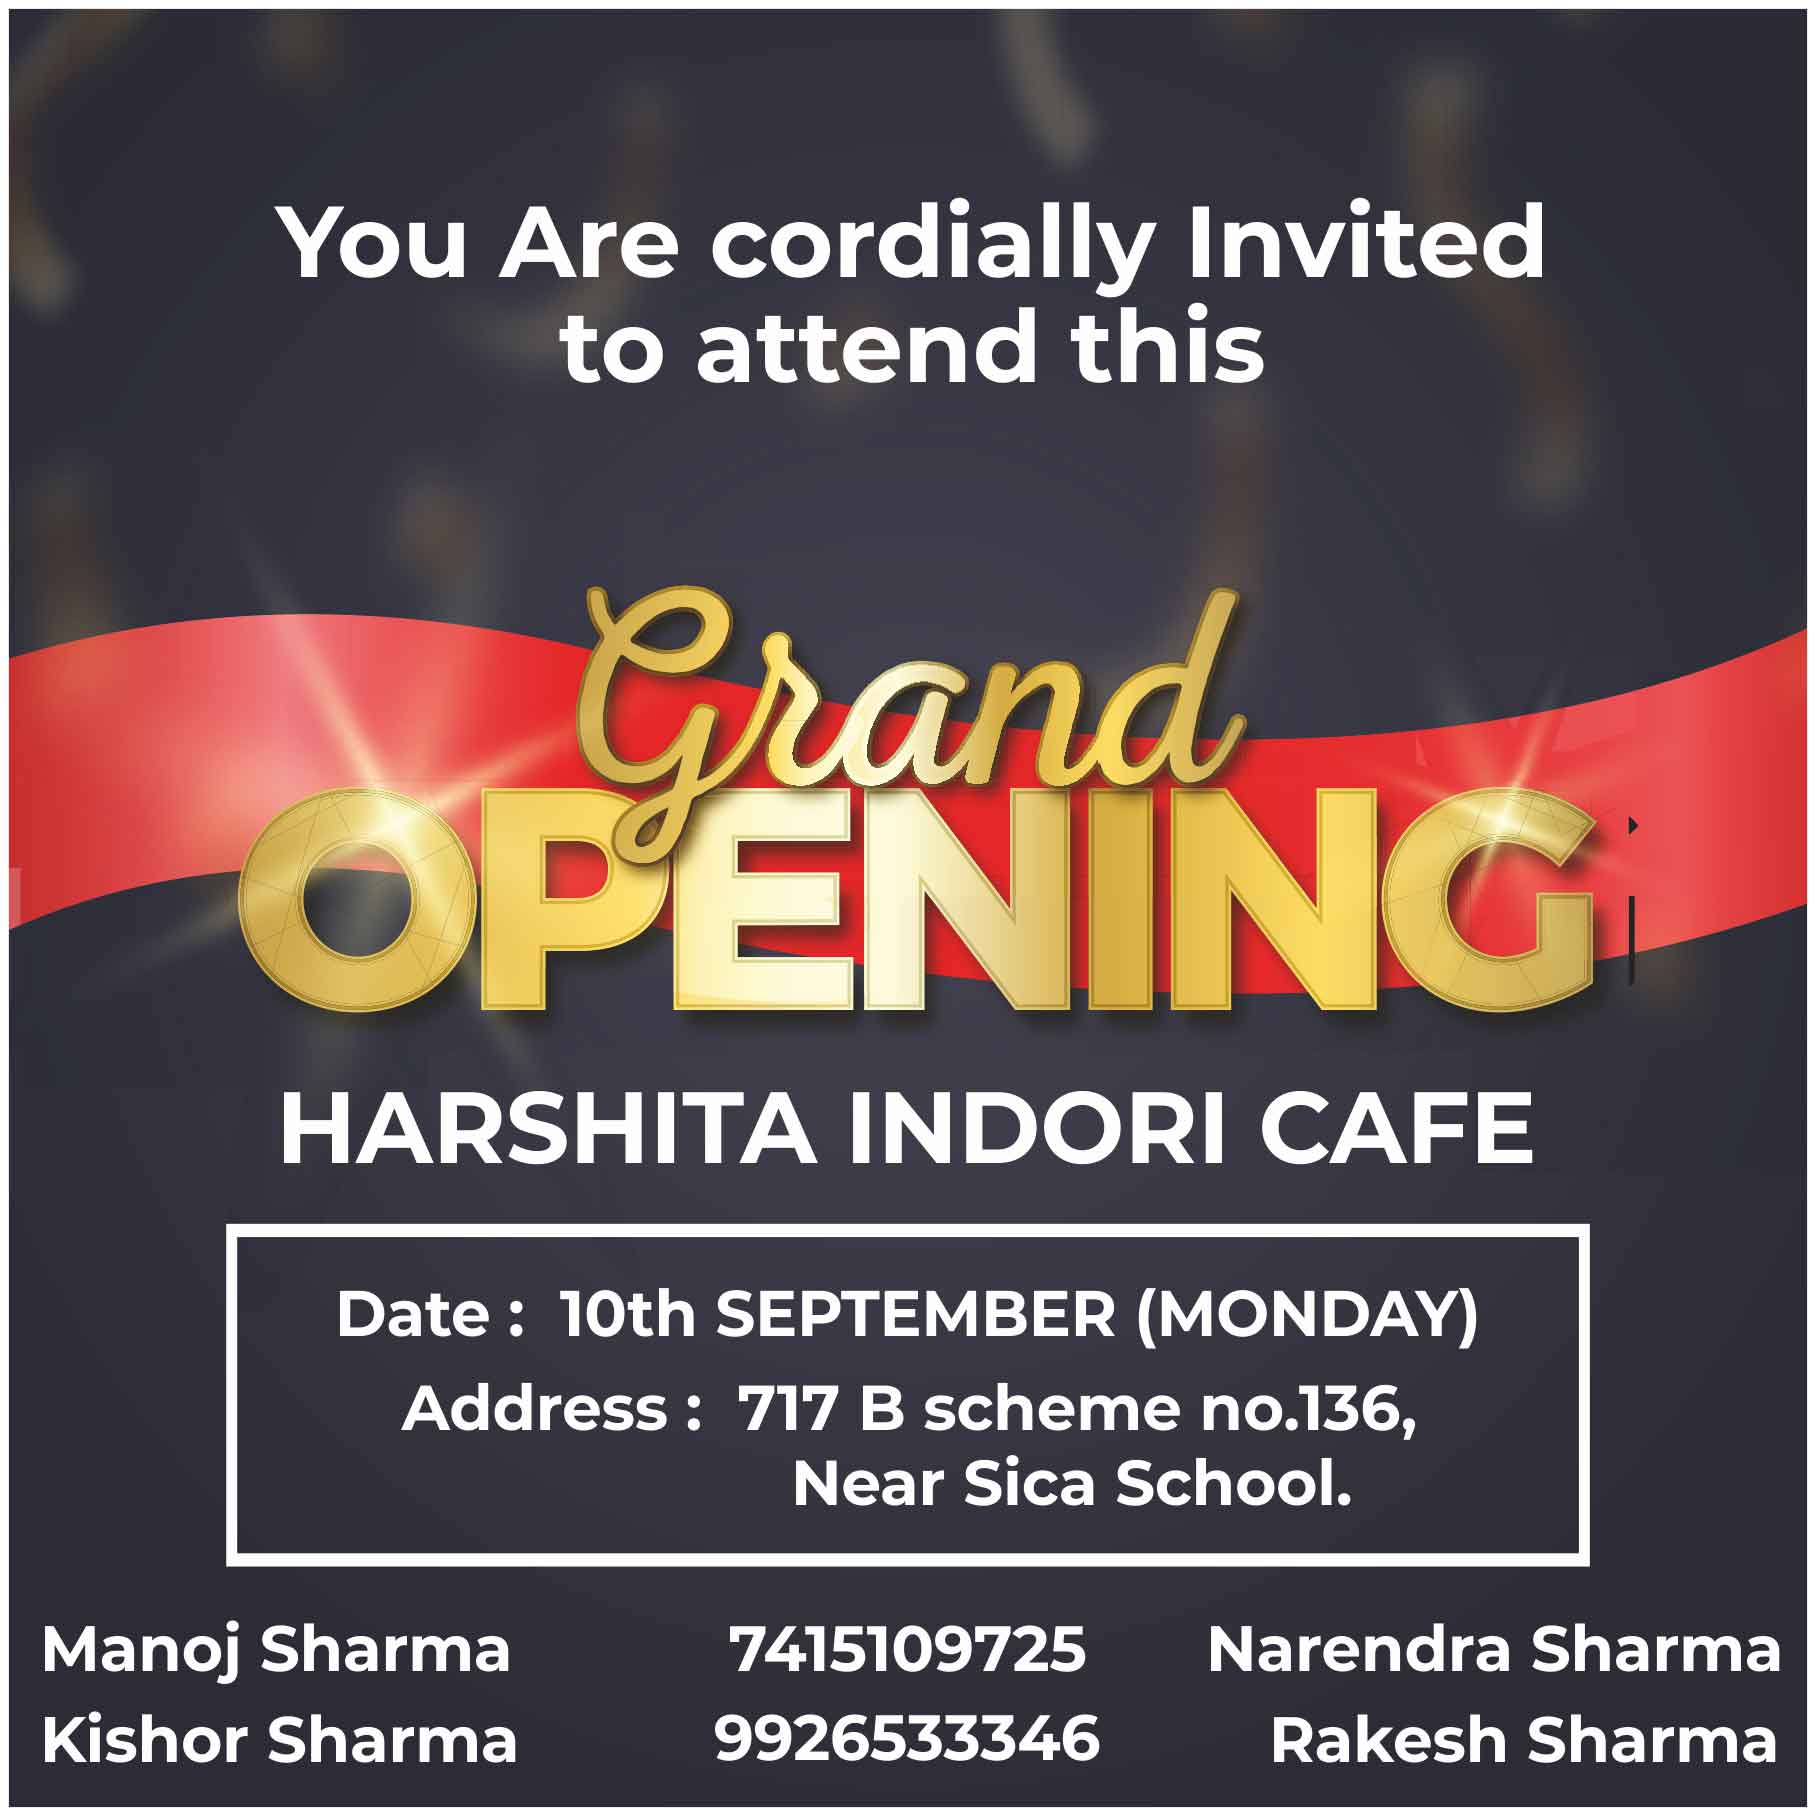 You Are cordially Invited
to attend this
Grand
OPENING
HARSHITA INDORI CAFE
Date : 10th SEPTEMBER (MONDAY)
Address : 717 B scheme no.136,
Near Sica School.
Manoj Sharma 7415109725 Narendra Sharma
Kishor Sharma 9926533346 Rakesh Sharma